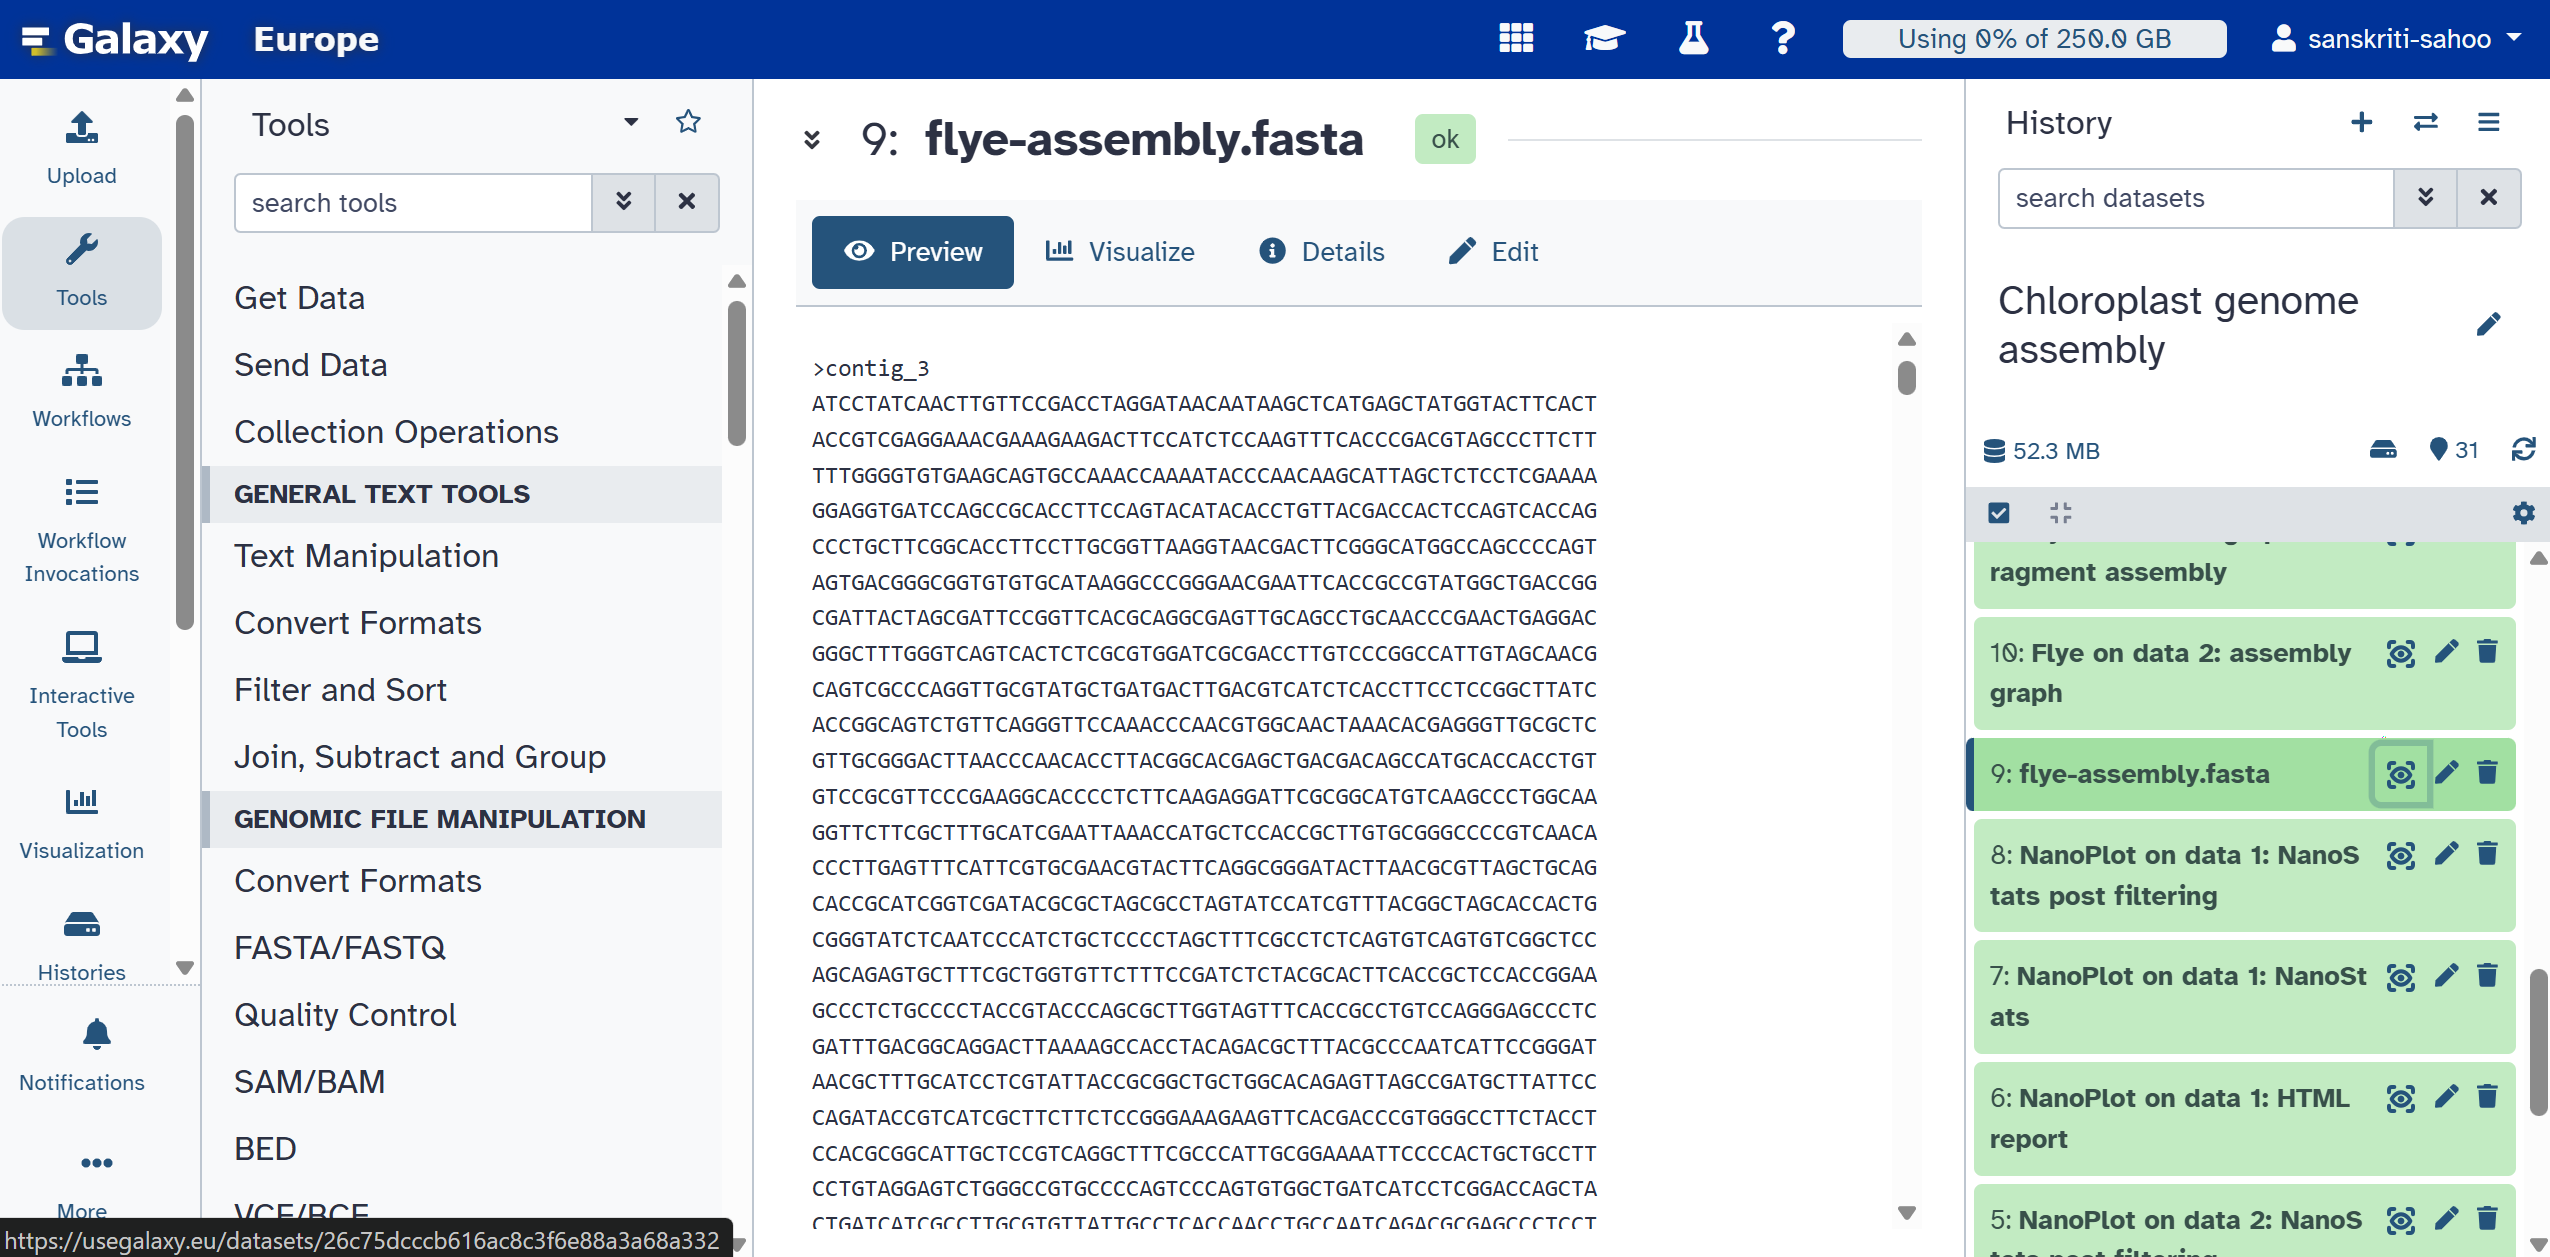 Galaxy Europe
Using 0% of 250.0 GB
sanskriti-sahoo
Upload
Tools
Workflows
Workflow
Invocations
Interactive
Tools
Visualization
Histories
Notifications
More
Tools
search tools
Get Data
Send Data
Collection Operations
GENERAL TEXT TOOLS
Text Manipulation
Convert Formats
Filter and Sort
Join, Subtract and Group
GENOMIC FILE MANIPULATION
Convert Formats
FASTA/FASTQ
Quality Control
SAM/BAM
BED
VCF/BCF
https://usegalaxy.eu/datasets/26c75dcccb616ac8c3f6e88a3a68a332
9: flye-assembly.fasta ok
Preview Visualize Details Edit
>contig_3
ATCCTATCAACTTGTTCCGACCTAGGATAACAATAAGCTCATGAGCTATGGTACTTCACT
ACCGTCGAGGAAACGAAAGAAGACTTCCATCTCCAAGTTTCACCCGACGTAGCCCTTCTT
TTTGGGGTGTGAAGCAGTGCCAAACCAAAATACCCAACAAGCATTAGCTCTCCTCGAAAA
GGAGGTGATCCAGCCGCACCTTCCAGTACATACACCTGTTACGACCACTCCAGTCACCAG
CCCTGCTTCGGCACCTTCCTTGCGGTTAAGGTAACGACTTCGGGCATGGCCAGCCCCAGT
AGTGACGGGCGGTGTGTGCATAAGGCCCGGGAACGAATTCACCGCCGTATGGCTGACCGG
CGATTACTAGCGATTCCGGTTCACGCAGGCGAGTTGCAGCCTGCAACCCGAACTGAGGAC
GGGCTTTGGGTCAGTCACTCTCGCGTGGATCGCGACCTTGTCCCGGCCATTGTAGCAACG
CAGTCGCCCAGGTTGCGTATGCTGATGACTTGACGTCATCTCACCTTCCTCCGGCTTATC
ACCGGCAGTCTGTTCAGGGTTCCAAACCCAACGTGGCAACTAAACACGAGGGTTGCGCTC
GTTGCGGGACTTAACCCAACACCTTACGGCACGAGCTGACGACAGCCATGCACCACCTGT
GTCCGCGTTCCCGAAGGCACCCCTCTTCAAGAGGATTCGCGGCATGTCAAGCCCTGGCAA
GGTTCTTCGCTTTGCATCGAATTAAACCATGCTCCACCGCTTGTGCGGGCCCCGTCAACA
CCCTTGAGTTTCATTCGTGCGAACGTACTTCAGGCGGGATACTTAACGCGTTAGCTGCAG
CACCGCATCGGTCGATACGCGCTAGCGCCTAGTATCCATCGTTTACGGCTAGCACCACTG
CGGGTATCTCAATCCCATCTGCTCCCCTAGCTTTCGCCTCTCAGTGTCAGTGTCGGCTCC
AGCAGAGTGCTTTCGCTGGTGTTCTTTCCGATCTCTACGCACTTCACCGCTCCACCGGAA
GCCCTCTGCCCCTACCGTACCCAGCGCTTGGTAGTTTCACCGCCTGTCCAGGGAGCCCTC
GATTTGACGGCAGGACTTAAAAGCCACCTACAGACGCTTTACGCCCAATCATTCCGGGAT
AACGCTTTGCATCCTCGTATTACCGCGGCTGCTGGCACAGAGTTAGCCGATGCTTATTCC
CAGATACCGTCATCGCTTCTTCTCCGGGAAAGAAGTTCACGACCCGTGGGCCTTCTACCT
CCACGCGGCATTGCTCCGTCAGGCTTTCGCCCATTGCGGAAAATTCCCCACTGCTGCCTT
CCTGTAGGAGTCTGGGCCGTGCCCCAGTCCCAGTGTGGCTGATCATCCTCGGACCAGCTA
CTGATCATCGCCTTGCGTGTTATTGCCTCACCAACCTGCCAATCAGACGCGAGCCCTCCT
History
search datasets
Chloroplast genome
assembly
52.3 MB 31
ragment assembly
10: Flye on data 2: assembly
graph
9: flye-assembly.fasta
8: NanoPlot on data 1: NanoS
tats post filtering
7: NanoPlot on data 1: NanoSt
ats
6: NanoPlot on data 1: HTML
report
5: NanoPlot on data 2: NanoS
tats post filtering